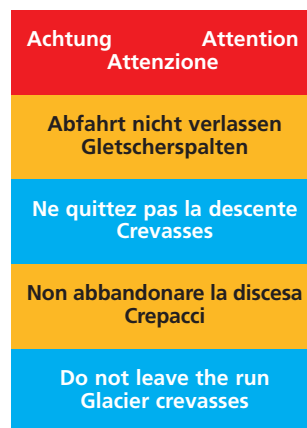 Achtung Attention
Attenzione
Abfahrt nicht verlassen
Gletscherspalten
Ne quittez pas la descente
Crevasses
Non abbandonare la discesa
Crepacci
Do not leave the run
Glacier crevasses